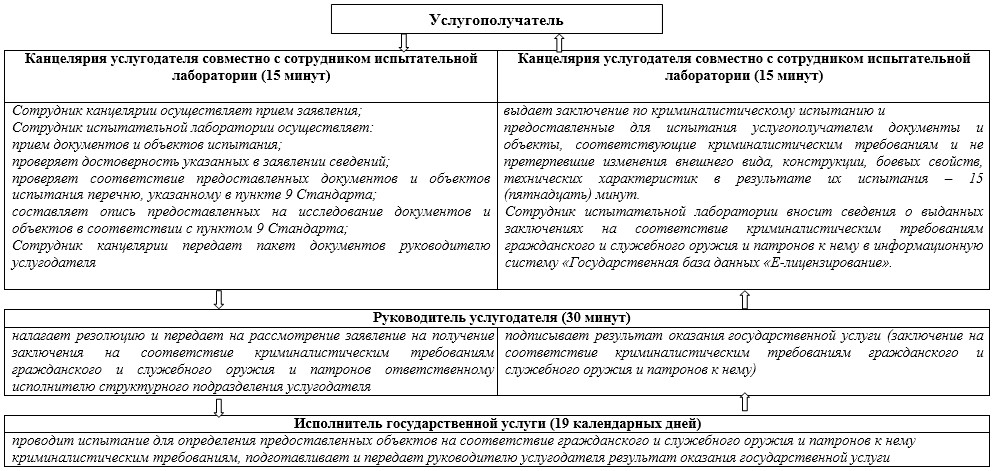 Услугополучатель
Канцелярия услугодателя совместно с сотрудником испытательной
лаборатории (15 минут)
Сотрудник канцелярии осуществляет прием заявления;
Сотрудник испытательной лаборатории осуществляет:
прием документов и объектов испытания;
проверяет достоверность указанных в заявлении сведений;
проверяет соответствие предоставленных документов и объектов
испытания перечню, указанному в пункте 9 Стандарта;
составляет опись предоставленных на исследование документов и
объектов в соответствии с пунктом 9 Стандарта;
Сотрудник канцелярии передает пакет документов руководителю
услугодателя
Канцелярия услугодателя совместно с сотрудником испытательной
лаборатории (15 минут)
выдает заключение по криминалистическому испытанию и
предоставленные для испытания услугополучателем документы и
объекты, соответствующие криминалистическим требованиям и не
претерпевшие изменения внешнего вида, конструкции, боевых свойств,
технических характеристик в результате их испытания – 15
(пятнадцать) минут.
Сотрудник испытательной лаборатории вносит сведения о выданных
заключениях на соответствие криминалистическим требованиям
гражданского и служебного оружия и патронов к нему в информационную
систему «Государственная база данных «Е-лицензирование».
Руководитель услугодателя (30 минут)
налагает резолюцию и передает на рассмотрение заявление на получение
заключения на соответствие криминалистическим требованиям
гражданского и служебного оружия и патронов ответственному
исполнителю структурного подразделения услугодателя
подписывает результат оказания государственной услуги (заключение на
соответствие криминалистическим требованиям гражданского и
служебного оружия и патронов к нему)
Исполнитель государственной услуги (19 календарных дней)
проводит испытание для определения предоставленных объектов на соответствие гражданского и служебного оружия и патронов к нему
криминалистическим требованиям, подготавливает и передает руководителю услугодателя результат оказания государственной услуги